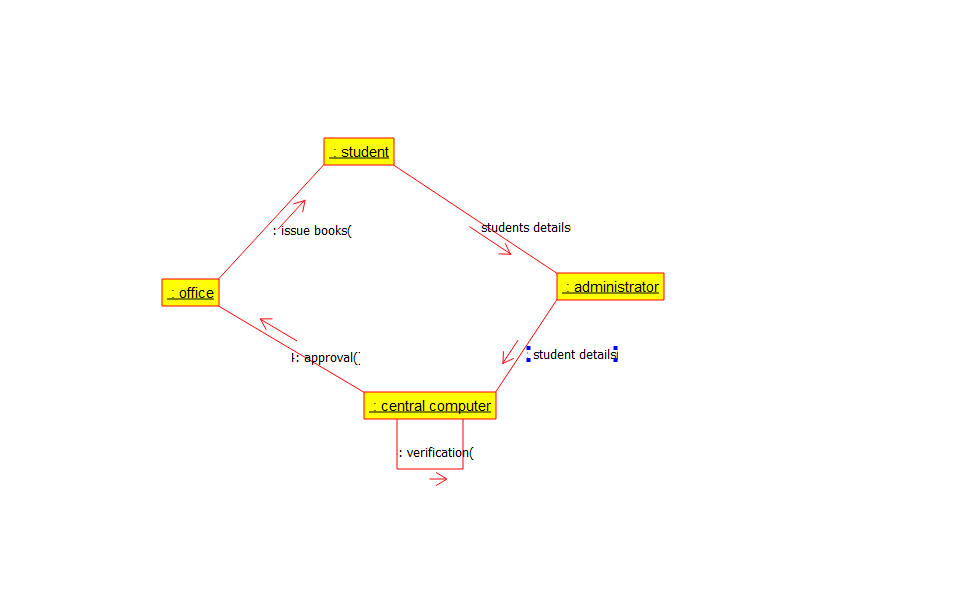 : student
: issue books(
students details
: office
: administrator
: approval(
student details
: central computer
: verification(